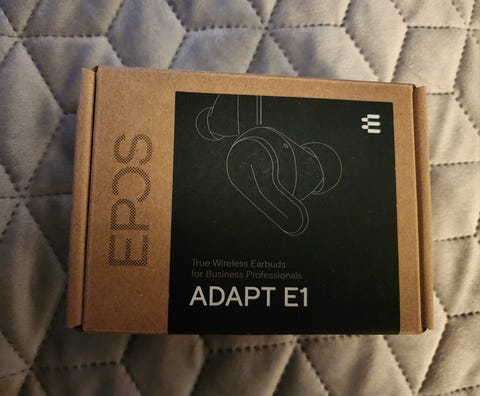 EPOS
True Wireless Earbuds
for Business Professionals
ADAPT E1